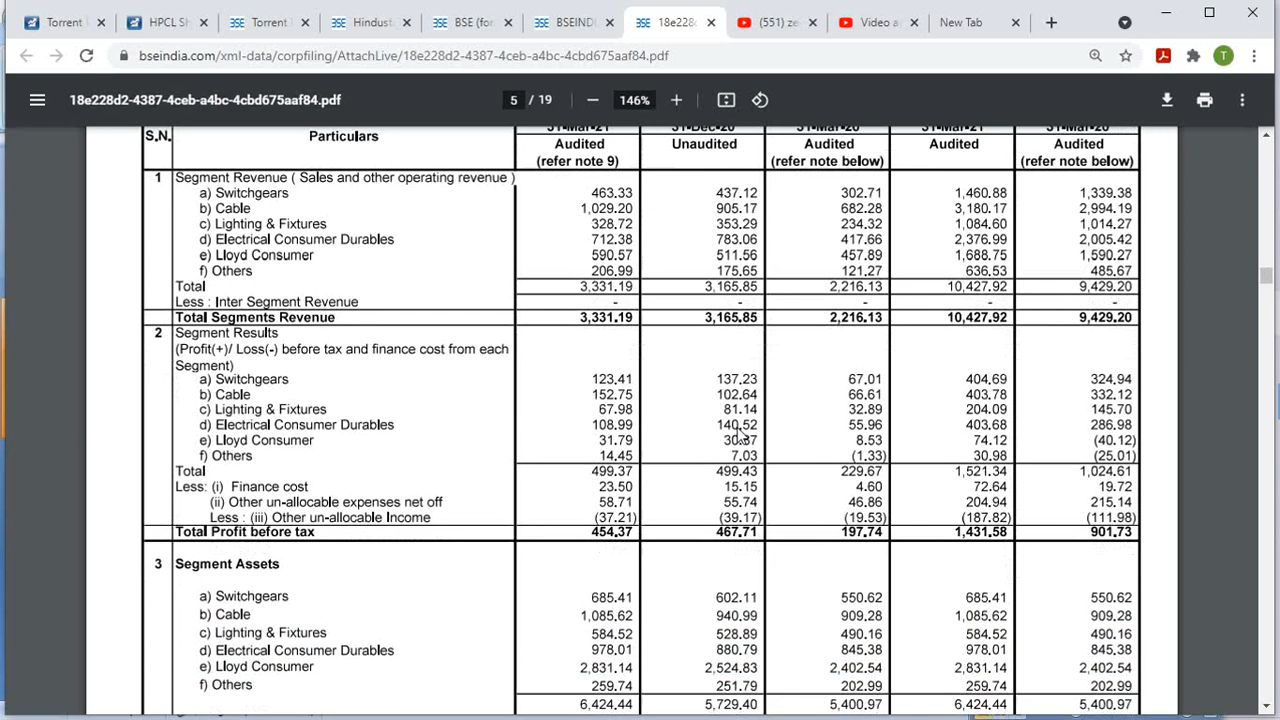 Torrent
HPCL Sh
Torrent
Hindust
BSE (for
BSEINDI
18e228
(551) ze
Video a
New Tab
bseindia.com/xml-data/corpfiling/AttachLive/18e228d2-4387-4ceb-a4bc-4cbd675aaf84.pdf
T
18e228d2-4387-4ceb-a4bc-4cbd675aaf84.pdf 5 / 19 146%
S.N. Particulars 31-Mar-21 31-Dec-20 31-Mar-20 31-Mar-21 31-Mar-20
Audited Unaudited Audited Audited Audited
(refer note 9) (refer note below) (refer note below)
1 Segment Revenue ( Sales and other operating revenue )
a) Switchgears 463.33 437.12 302.71 1,460.88 1,339.38
b) Cable 1,029.20 905.17 682.28 3,180.17 2,994.19
c) Lighting & Fixtures 328.72 353.29 234.32 1,084.60 1,014.27
d) Electrical Consumer Durables 712.38 783.06 417.66 2,376.99 2,005.42
e) Lloyd Consumer 590.57 511.56 457.89 1,688.75 1,590.27
f) Others 206.99 175.65 121.27 636.53 485.67
Total 3,331.19 3,165.85 2,216.13 10,427.92 9,429.20
Less : Inter Segment Revenue - - - - -
Total Segments Revenue 3,331.19 3,165.85 2,216.13 10,427.92 9,429.20
2 Segment Results
(Profit(+)/ Loss(-) before tax and finance cost from each
Segment)
a) Switchgears 123.41 137.23 67.01 404.69 324.94
b) Cable 152.75 102.64 66.61 403.78 332.12
c) Lighting & Fixtures 67.98 81.14 32.89 204.09 145.70
d) Electrical Consumer Durables 108.99 140.52 55.96 403.68 286.98
e) Lloyd Consumer 31.79 30.37 8.53 74.12 (40.12)
f) Others 14.45 7.03 (1.33) 30.98 (25.01)
Total 499.37 499.43 229.67 1,521.34 1,024.61
Less: (i) Finance cost 23.50 15.15 4.60 72.64 19.72
(ii) Other un-allocable expenses net off 58.71 55.74 46.86 204.94 215.14
Less : (iii) Other un-allocable Income (37.21) (39.17) (19.53) (187.82) (111.98)
Total Profit before tax 454.37 467.71 197.74 1,431.58 901.73
3 Segment Assets
a) Switchgears 685.41 602.11 550.62 685.41 550.62
b) Cable 1,085.62 940.99 909.28 1,085.62 909.28
c) Lighting & Fixtures 584.52 528.89 490.16 584.52 490.16
d) Electrical Consumer Durables 978.01 880.79 845.38 978.01 845.38
e) Lloyd Consumer 2,831.14 2,524.83 2,402.54 2,831.14 2,402.54
f) Others 259.74 251.79 202.99 259.74 202.99
6,424.44 5,729.40 5,400.97 6,424.44 5,400.97